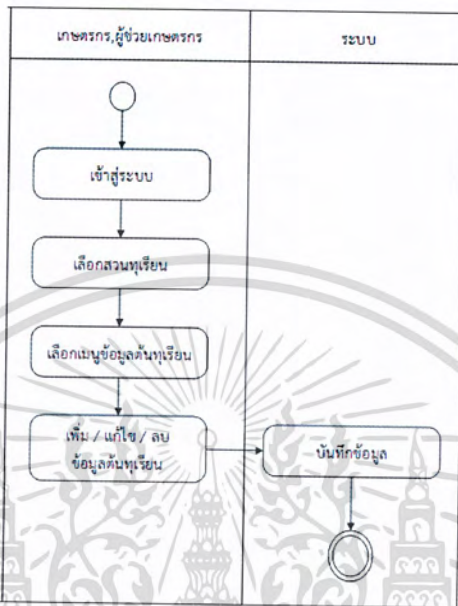 เกษตรกร,ผู้ช่วยเกษตรกร
ระบบ
เข้าสู่ระบบ
เลือกสวนทุเรียน
เลือกเมนูข้อมูลต้นทุเรียน
เพิ่ม / แก้ไข / ลบ
ข้อมูลต้นทุเรียน
บันทึกข้อมูล